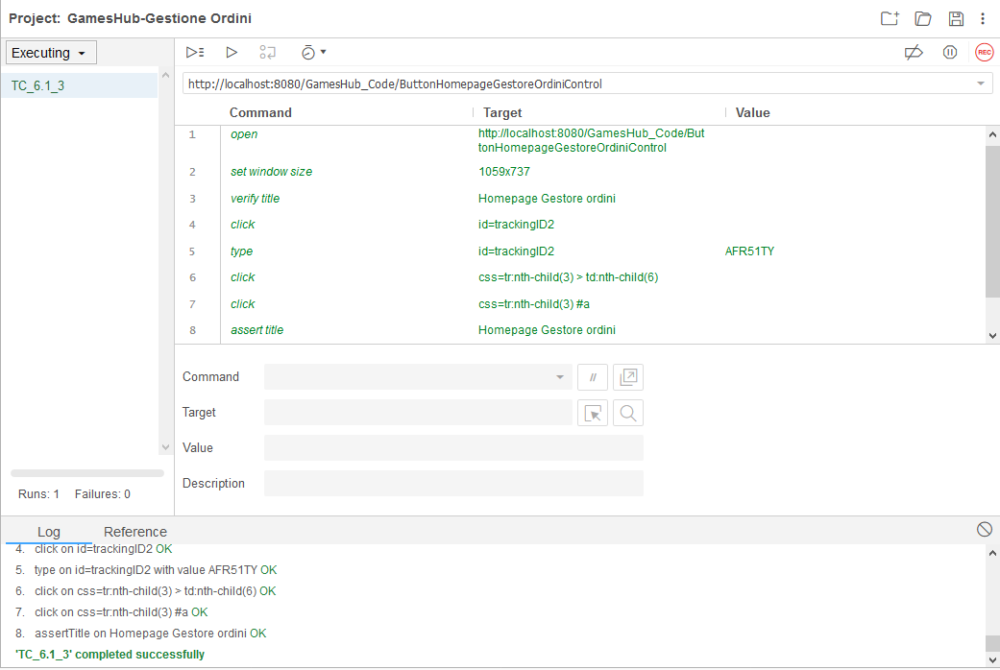 Project: GamesHub-Gestione Ordini
Executing
REC
TC_6.1_3
http://localhost:8080/GamesHub_Code/ButtonHomepageGestoreOrdiniControl
Command Target Value
1 open http://localhost:8080/GamesHub_Code/But
tonHomepageGestoreOrdiniControl
2 set window size 1059x737
3 verify title Homepage Gestore ordini
4 click id=trackingID2
5 type id=trackingID2 AFR51TY
6 click css=tr:nth-child(3) > td:nth-child(6)
7 click css=tr:nth-child(3) #a
8 assert title Homepage Gestore ordini
Command //
Target
Value
Description
Runs: 1 Failures: 0
Log Reference
4. click on id=trackingID2 OK
5. type on id=trackingID2 with value AFR51TY OK
6. click on css=tr:nth-child(3) > td:nth-child(6) OK
7. click on css=tr:nth-child(3) #a OK
8. assertTitle on Homepage Gestore ordini OK
'TC_6.1_3' completed successfully